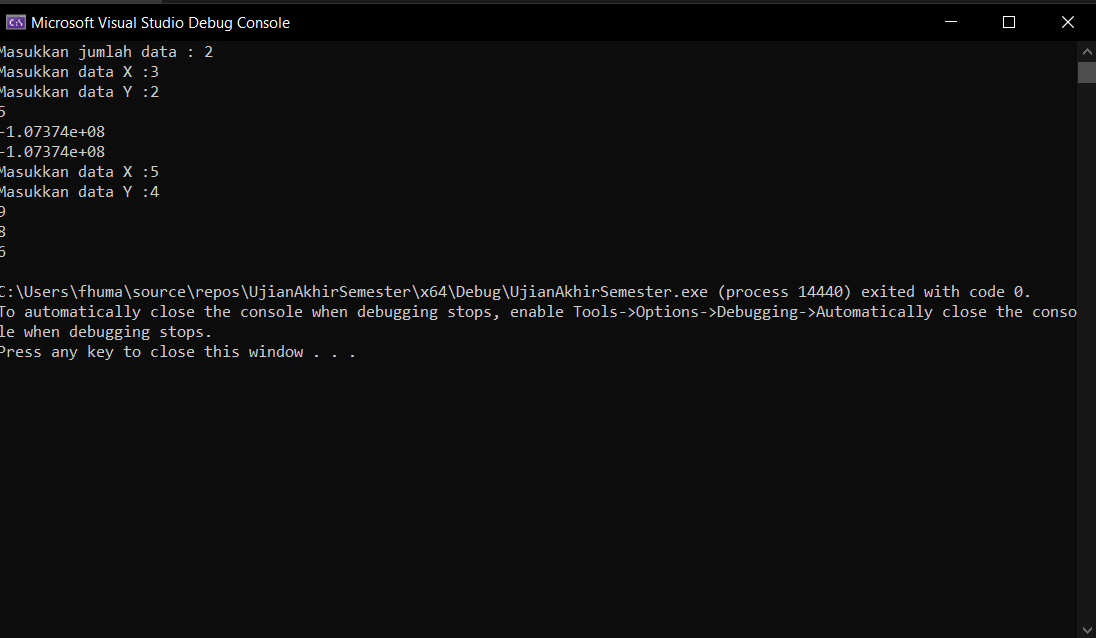 Microsoft Visual Studio Debug Console
Masukkan jumlah data : 2
Masukkan data X :3
Masukkan data Y :2
5
-1.07374e+08
-1.07374e+08
Masukkan data X :5
Masukkan data Y :4
9
8
6
C:\Users\fhuma\source\repos\UjianAkhirSemester\x64\Debug\UjianAkhirSemester.exe (process 14440) exited with code 0.
To automatically close the console when debugging stops, enable Tools->Options->Debugging->Automatically close the conso
le when debugging stops.
Press any key to close this window . . .